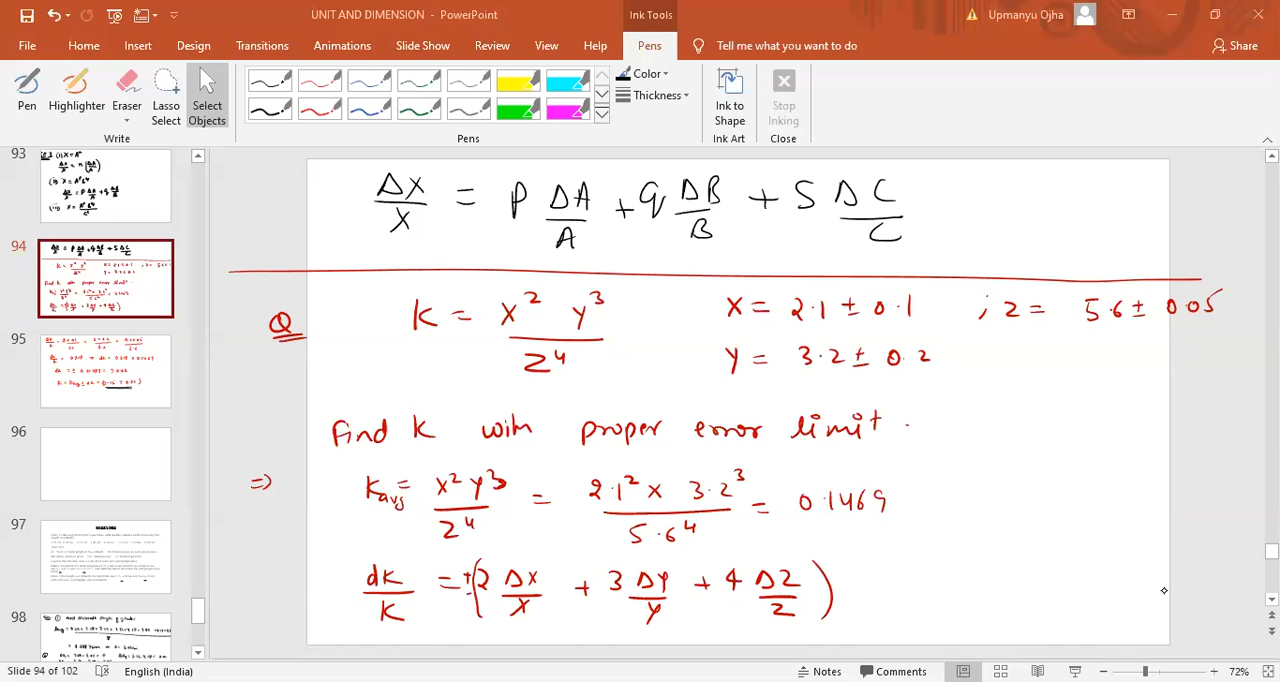 UNIT AND DIMENSION - PowerPoint
Ink Tools
Upmanyu Ojha
File Home Insert Design Transitions Animations Slide Show Review View Help Pens Tell me what you want to do Share
Pen Highlighter Eraser Lasso Select Select Objects
Color
Thickness
Ink to Shape
Stop Inking
Write Pens Ink Art Close
93
94
95
96
97
98
ΔX/X = p ΔA/A + q ΔB/B + s ΔC/C
Q K = x² y³ / z⁴ x = 2.1 ± 0.1 ; z = 5.6 ± 0.05
y = 3.2 ± 0.2
Find K with proper error limit.
⇒ Kavg = x² y³ / z⁴ = 2.1² x 3.2³ / 5.6⁴ = 0.1469
dK/K = ±(2 Δx/x + 3 Δy/y + 4 Δz/z)
Slide 94 of 102 English (India) Notes Comments 72%